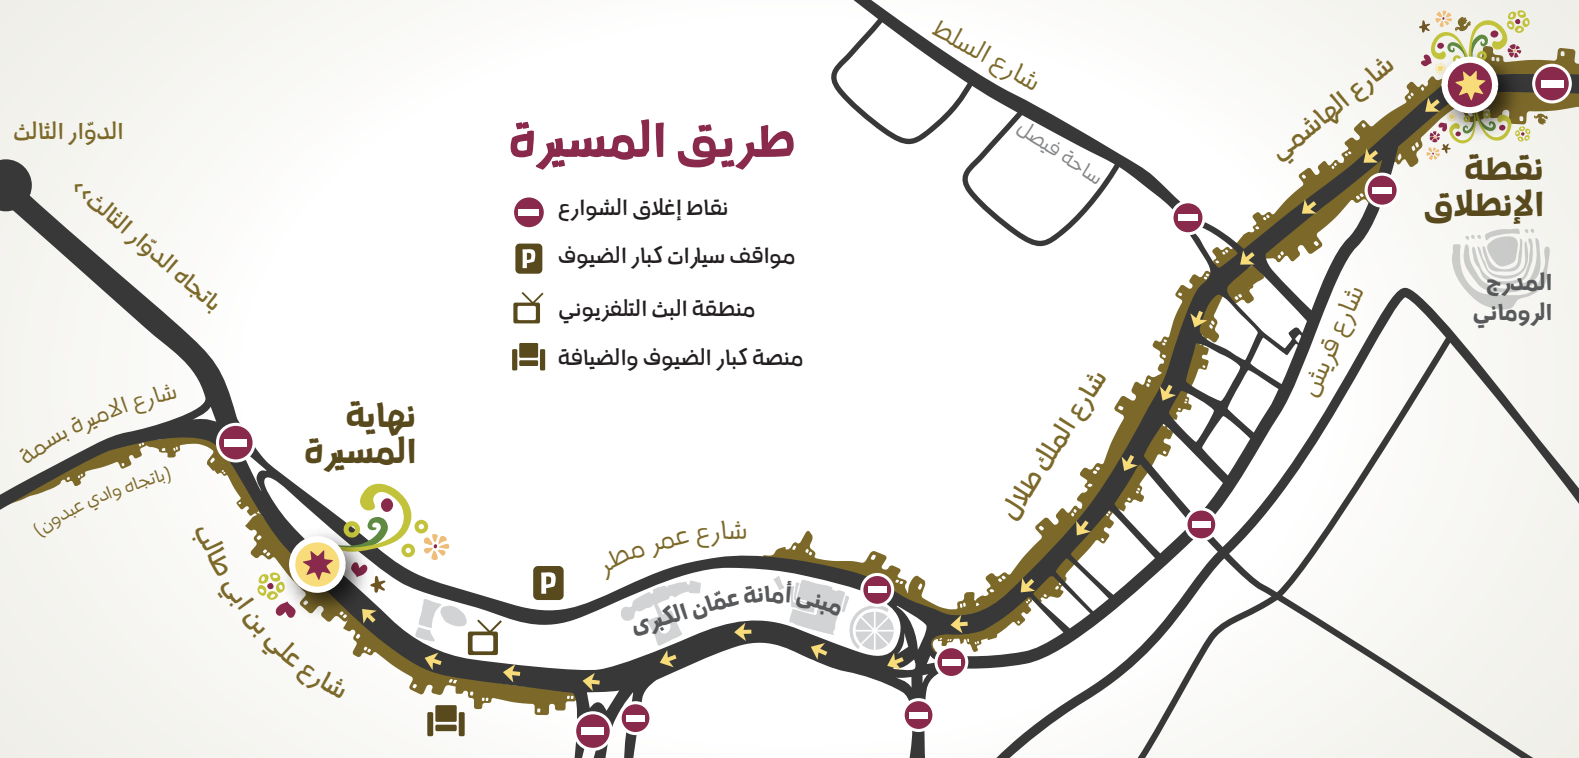 شارع السلط
شارع الهاشمي
الدوّار الثالث
طريق المسيرة
ساحة فيصل
نقطة
الإنطلاق
باتجاه الدوّار الثالث>>
نقاط إغلاق الشوارع
مواقف سيارات كبار الضيوف
P
المدرج
الروماني
منطقة البث التلفزيوني
شارع قريش
منصة كبار الضيوف والضيافة
شارع الاميرة بسمة
نهاية
المسيرة
شارع الملك طلال
(باتجاه وادي عبدون)
شارع عمر مطر
P
مبنى أمانة عمّان الكبرى
شارع علي بن ابي طالب